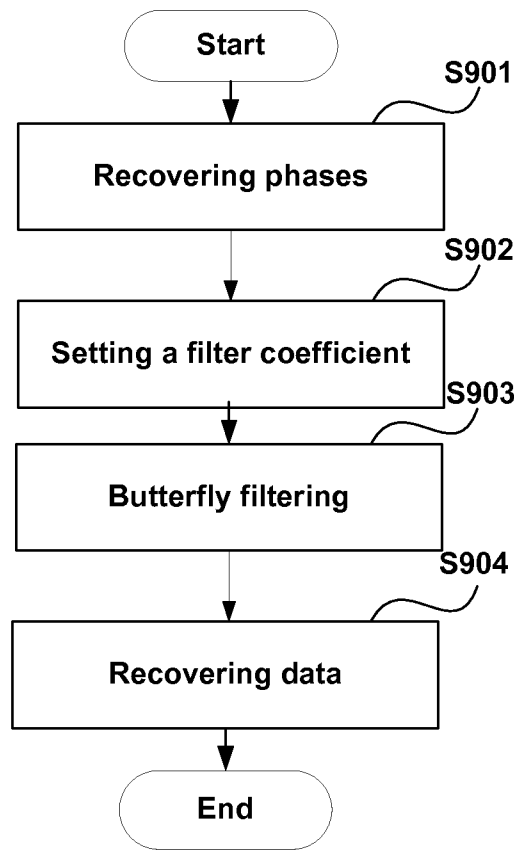 Start
S901
Recovering phases
S902
Setting a filter coefficient
S903
Butterfly filtering
S904
Recovering data
End